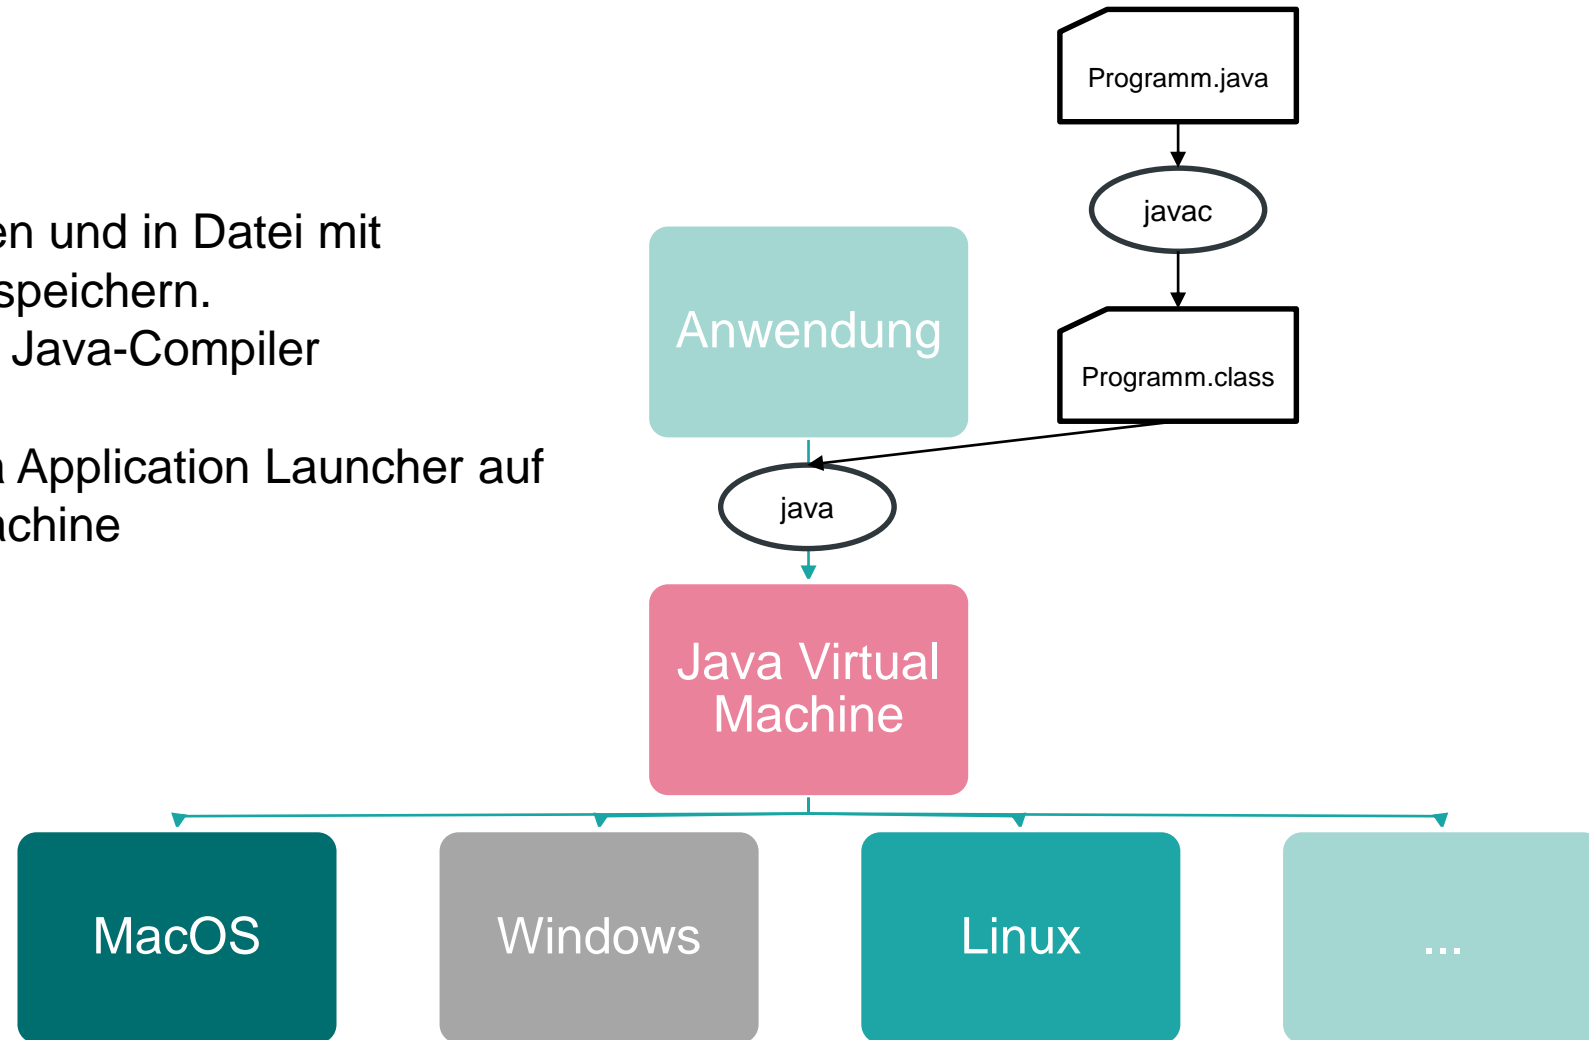 Programm.java
javac
en und in Datei mit
speichern.
Java-Compiler
Application Launcher auf
achine
Anwendung
Programm.class
java
Java Virtual
Machine
MacOS
Windows
Linux
...